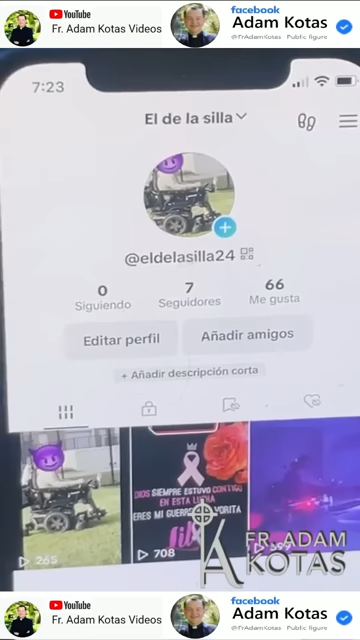 YouTube
Fr. Adam Kotas Videos
facebook
Adam Kotas
@FrAdamKotas · Public figure
7:23
El de la silla
@eldelasilla24
0
Siguiendo
7
Seguidores
66
Me gusta
Editar perfil
Añadir amigos
+ Añadir descripción corta
265
DIOS SIEMPRE ESTUVO CONTIGO
EN ESTA LUCHA
ERES MI GUERRERA FAVORITA
708
FR. ADAM
KOTAS
YouTube
Fr. Adam Kotas Videos
facebook
Adam Kotas
@FrAdamKotas · Public figure